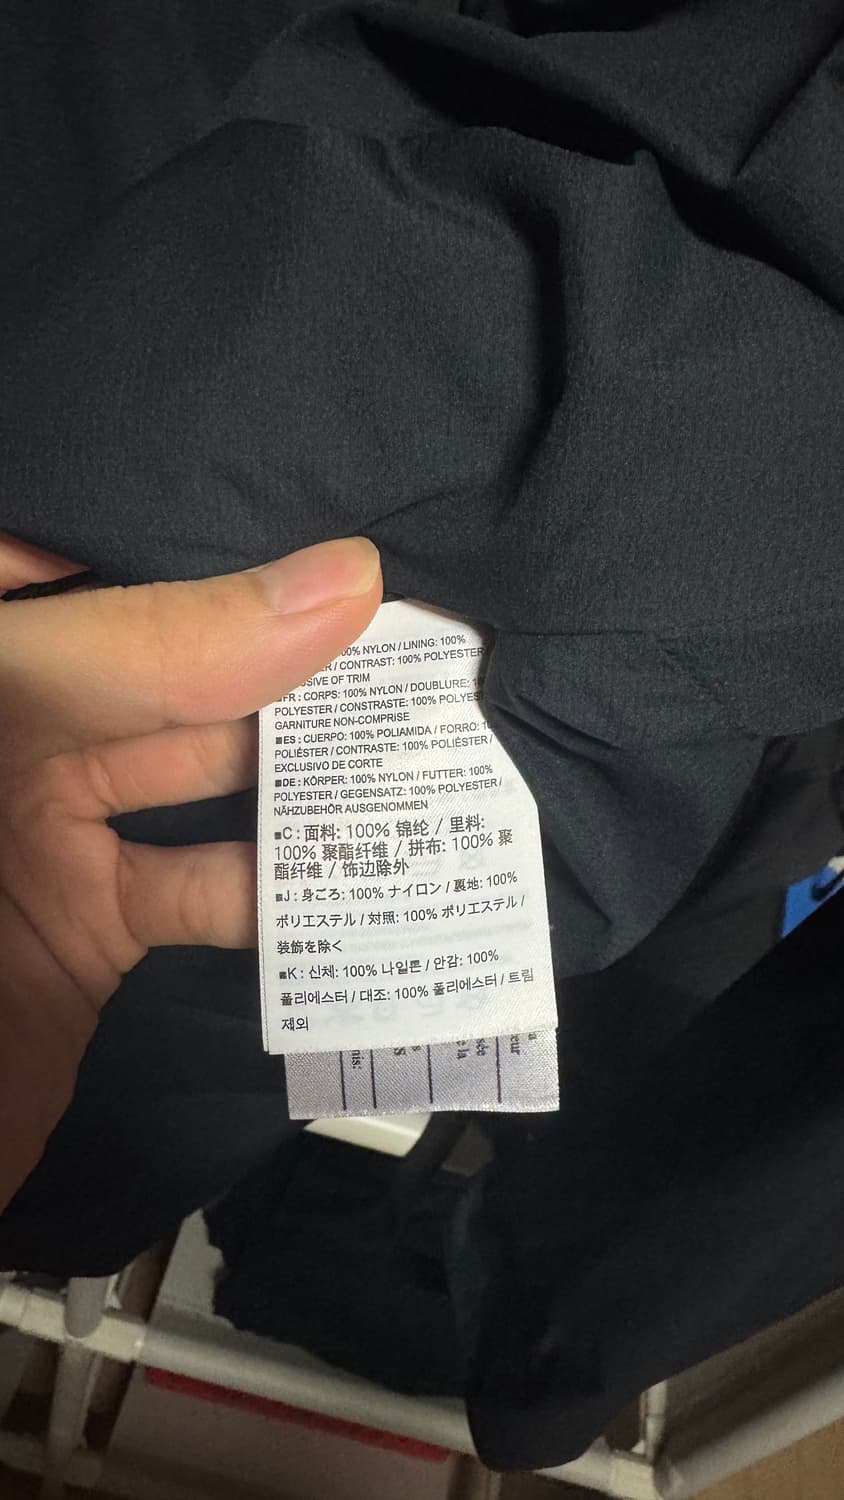 00% NYLON / LINING: 100%
/ CONTRAST: 100% POLYESTER
SIVE OF TRIM
FR : CORPS: 100% NYLON / DOUBLURE:
POLYESTER / CONSTRASTE: 100% POLYES
GARNITURE NON-COMPRISE
■ES : CUERPO: 100% POLIAMIDA / FORRO:
POLIÉSTER / CONTRASTE: 100% POLIÉSTER /
EXCLUSIVO DE CORTE
■DE : KÖRPER: 100% NYLON / FUTTER: 100%
POLYESTER / GEGENSATZ: 100% POLYESTER /
NÄHZUBEHÖR AUSGENOMMEN
■C : 面料: 100% 锦纶 / 里料:
100% 聚酯纤维 / 拼布: 100% 聚
酯纤维 / 饰边除外
■J : 身ごろ: 100% ナイロン / 裏地: 100%
ポリエステル / 対照: 100% ポリエステル /
装飾を除く
■K : 신체: 100% 나일론 / 안감: 100%
폴리에스터 / 대조: 100% 폴리에스터 / 트림
제외